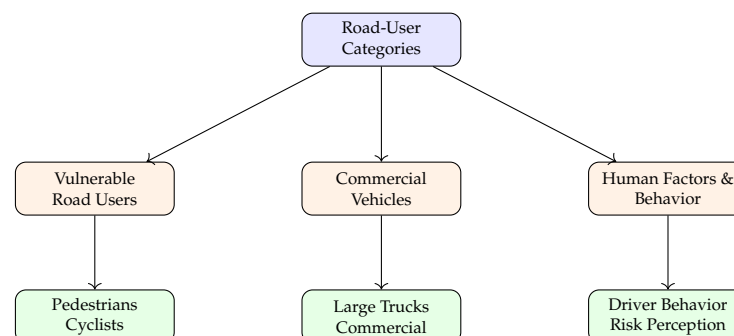 Road-User
Categories
Vulnerable
Road Users
Commercial
Vehicles
Human Factors &
Behavior
Pedestrians
Cyclists
Large Trucks
Commercial
Driver Behavior
Risk Perception